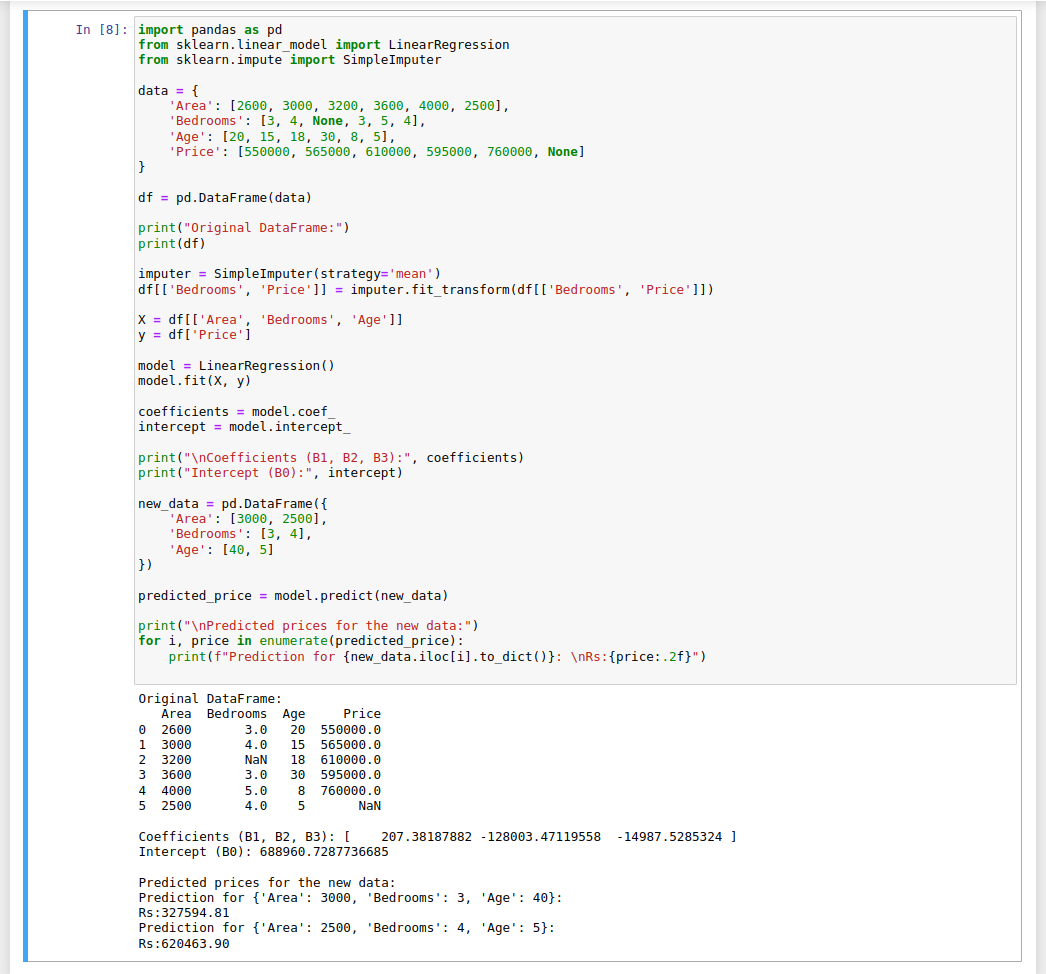 In [8]:
import pandas as pd
from sklearn.linear_model import LinearRegression
from sklearn.impute import SimpleImputer

data = {
    'Area': [2600, 3000, 3200, 3600, 4000, 2500],
    'Bedrooms': [3, 4, None, 3, 5, 4],
    'Age': [20, 15, 18, 30, 8, 5],
    'Price': [550000, 565000, 610000, 595000, 760000, None]
}

df = pd.DataFrame(data)

print("Original DataFrame:")
print(df)

imputer = SimpleImputer(strategy='mean')
df[['Bedrooms', 'Price']] = imputer.fit_transform(df[['Bedrooms', 'Price']])

X = df[['Area', 'Bedrooms', 'Age']]
y = df['Price']

model = LinearRegression()
model.fit(X, y)

coefficients = model.coef_
intercept = model.intercept_

print("\nCoefficients (B1, B2, B3):", coefficients)
print("Intercept (B0):", intercept)

new_data = pd.DataFrame({
    'Area': [3000, 2500],
    'Bedrooms': [3, 4],
    'Age': [40, 5]
})

predicted_price = model.predict(new_data)

print("\nPredicted prices for the new data:")
for i, price in enumerate(predicted_price):
    print(f"Prediction for {new_data.iloc[i].to_dict()}: \nRs:{price:.2f}")

Original DataFrame:
   Area  Bedrooms  Age     Price
0  2600       3.0   20  550000.0
1  3000       4.0   15  565000.0
2  3200       NaN   18  610000.0
3  3600       3.0   30  595000.0
4  4000       5.0    8  760000.0
5  2500       4.0    5       NaN

Coefficients (B1, B2, B3): [    207.38187882 -128003.47119558  -14987.5285324 ]
Intercept (B0): 688960.7287736685

Predicted prices for the new data:
Prediction for {'Area': 3000, 'Bedrooms': 3, 'Age': 40}:
Rs:327594.81
Prediction for {'Area': 2500, 'Bedrooms': 4, 'Age': 5}:
Rs:620463.90